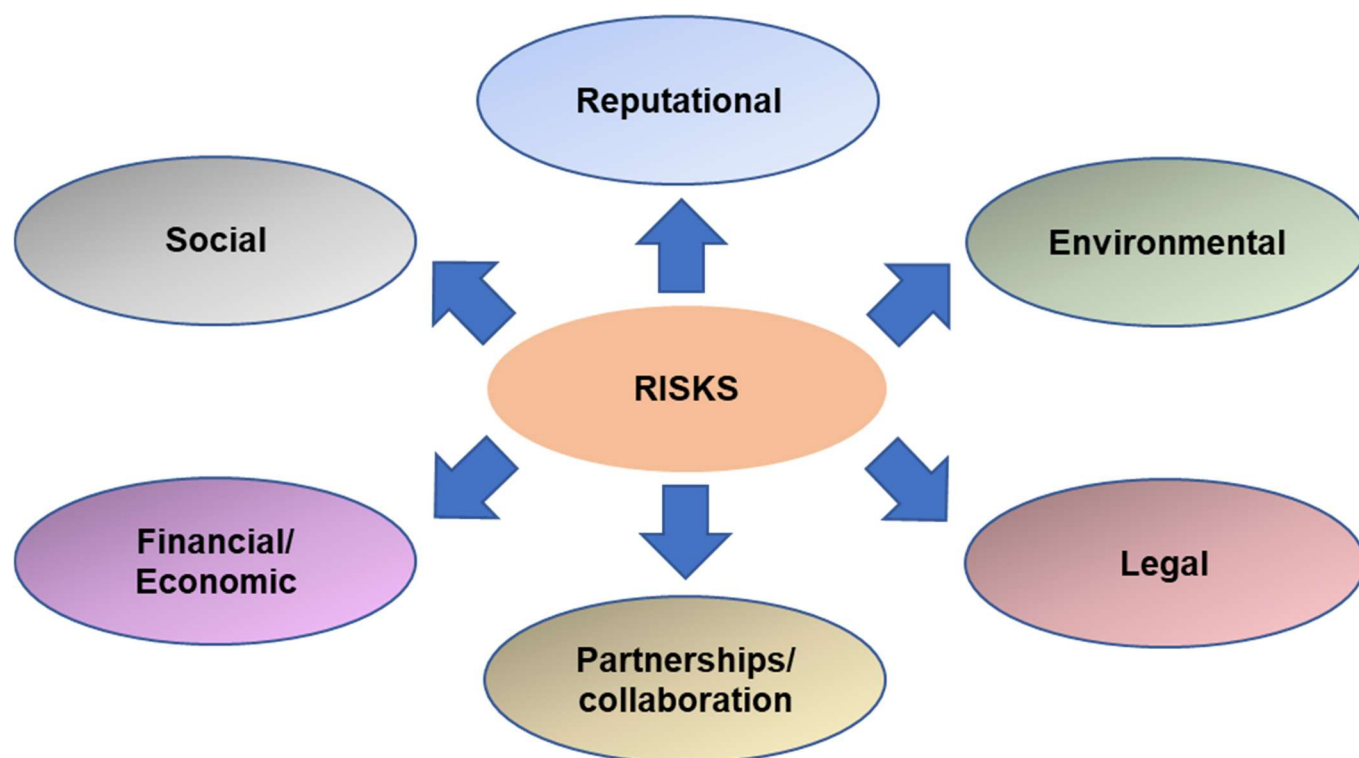 Reputational
Social
Environmental
RISKS
Financial/
Economic
Legal
Partnerships/
collaboration